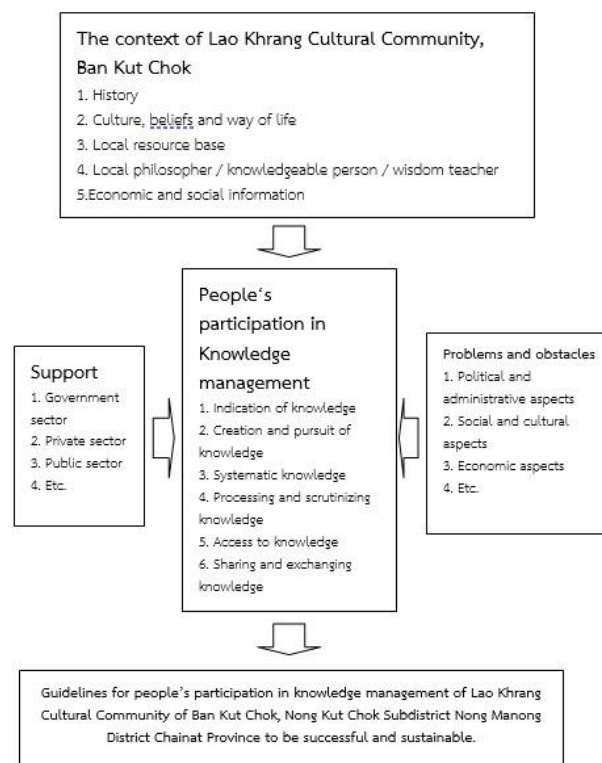 The context of Lao Khrang Cultural Community,
Ban Kut Chok
1. History
2. Culture, beliefs and way of life
3. Local resource base
4. Local philosopher / knowledgeable person / wisdom teacher
5.Economic and social information
People's
participation in
Knowledge
management
1. Indication of knowledge
2. Creation and pursuit of
knowledge
3. Systematic knowledge
4. Processing and scrutinizing
knowledge
5. Access to knowledge
6. Sharing and exchanging
knowledge
Support
1. Government
sector
2. Private sector
3. Public sector
4. Etc.
Problems and obstacles
1. Political and
administrative aspects
2. Social and cultural
aspects
3. Economic aspects
4. Etc.
Guidelines for people's participation in knowledge management of Lao Khrang
Cultural Community of Ban Kut Chok, Nong Kut Chok Subdistrict Nong Manong
District Chainat Province to be successful and sustainable.